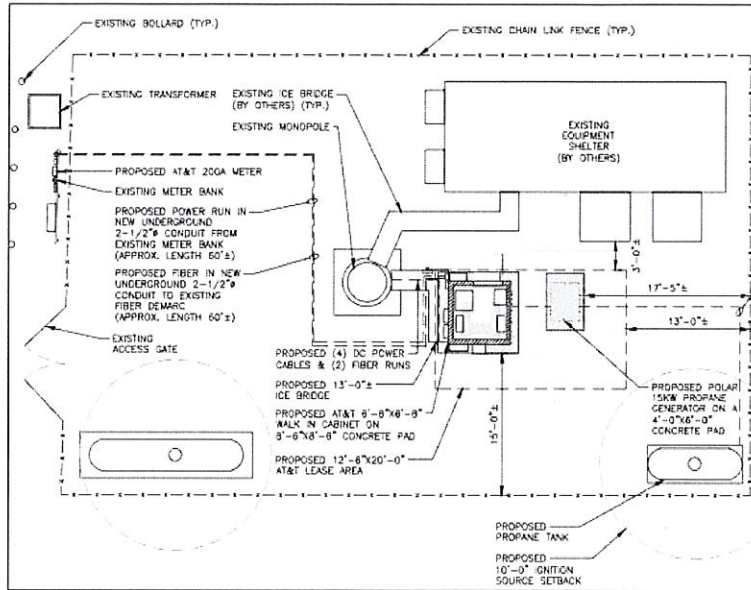 EXISTING BOLLARD (TYP.)
EXISTING CHAIN LINK FENCE (TYP.)
EXISTING TRANSFORMER
EXISTING ICE BRIDGE
(BY OTHERS) (TYP.)
EXISTING MONOPOLE
EXISTING
EQUIPMENT
SHELTER
(BY OTHERS)
PROPOSED AT&T 200A METER
EXISTING METER BANK
PROPOSED POWER RUN IN
NEW UNDERGROUND
2-1/2"ø CONDUIT FROM
EXISTING METER BANK
(APPROX. LENGTH 60'±)
PROPOSED FIBER IN NEW
UNDERGROUND 2-1/2"ø
CONDUIT TO EXISTING
FIBER DEMARC
(APPROX. LENGTH 60'±)
EXISTING
ACCESS GATE
3'-0"±
17'-5"±
13'-0"±
PROPOSED (4) DC POWER
CABLES & (2) FIBER RUNS
PROPOSED 13'-0"±
ICE BRIDGE
PROPOSED AT&T 6'-8"X6'-8"
WALK IN CABINET ON
8'-6"X8'-6" CONCRETE PAD
PROPOSED 12'-6"X20'-0"
AT&T LEASE AREA
15'-0"±
PROPOSED POLAR
15KW PROPANE
GENERATOR ON A
4'-0"X6'-0"
CONCRETE PAD
PROPOSED
PROPANE TANK
PROPOSED
10'-0" IGNITION
SOURCE SETBACK